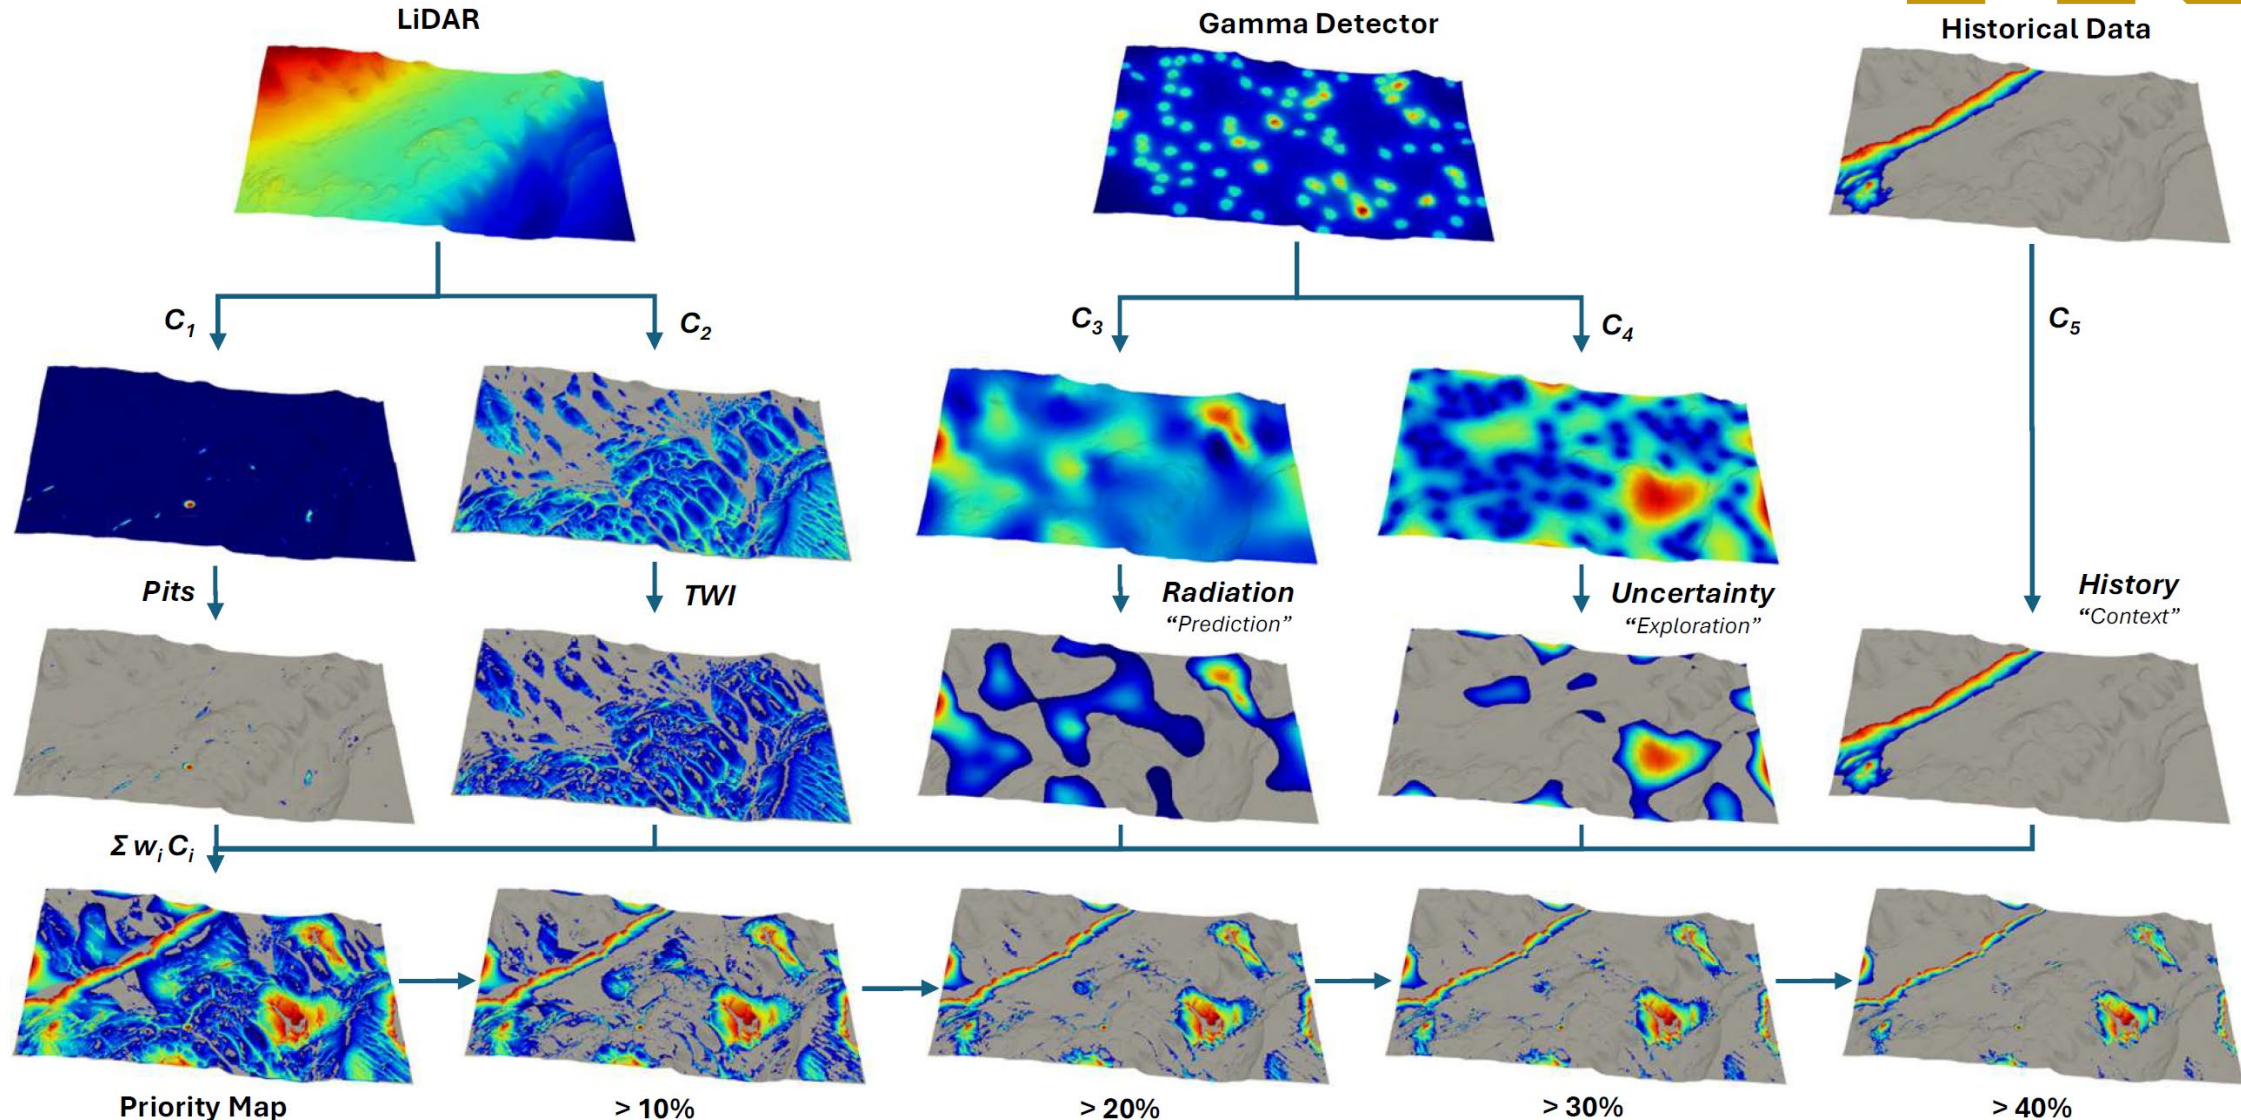 LiDAR
Gamma Detector
Historical Data
C₁
C₂
C₃
C₄
C₅
Pits
TWI
Radiation
“Prediction”
Uncertainty
“Exploration”
History
“Context”
Σ wᵢ Cᵢ
Priority Map
> 10%
> 20%
> 30%
> 40%